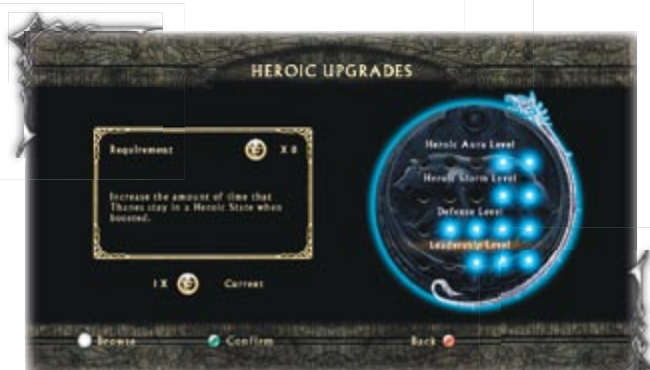 HEROIC UPGRADES
Requirement X 8
Increase the amount of time that
Thanes stay in a Heroic State when
boosted.
1 X Current
Heroic Aura Level
Heroic Storm Level
Defense Level
Leadership Level
Browse Confirm Back